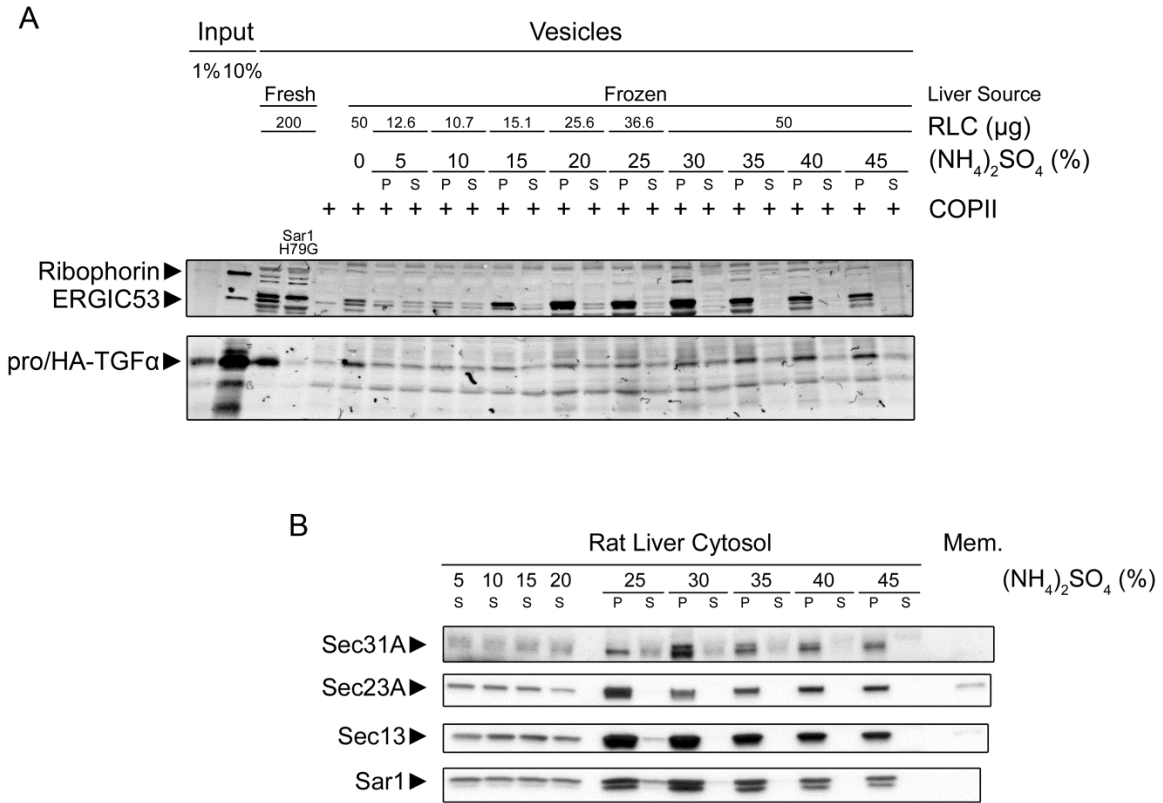 A
Input Vesicles
1% 10%
Fresh Frozen Liver Source
200 50 12.6 10.7 15.1 25.6 36.6 50 RLC (µg)
0 5 10 15 20 25 30 35 40 45 (NH₄)₂SO₄ (%)
P S P S P S P S P S P S P S P S P S
+ + + + + + + + + + + + + + + + + + + + COPII
Sar1
H79G
Ribophorin
ERGIC53
pro/HA-TGFα
B
Rat Liver Cytosol Mem.
5 10 15 20 25 30 35 40 45 (NH₄)₂SO₄ (%)
S S S S P S P S P S P S P S
Sec31A
Sec23A
Sec13
Sar1